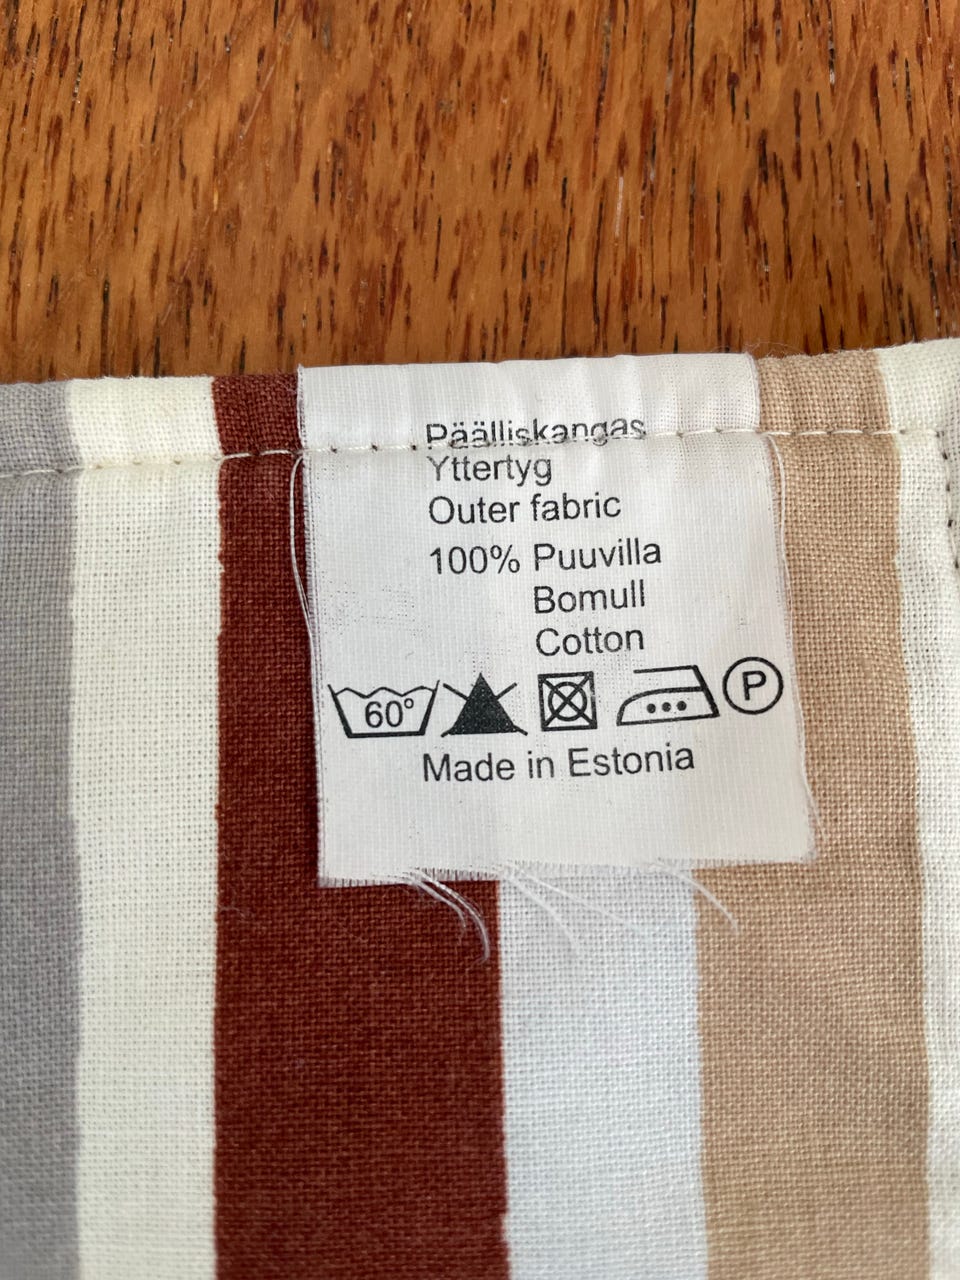 Päälliskangas
Yttertyg
Outer fabric
100% Puuvilla
Bomull
Cotton
60° P
Made in Estonia